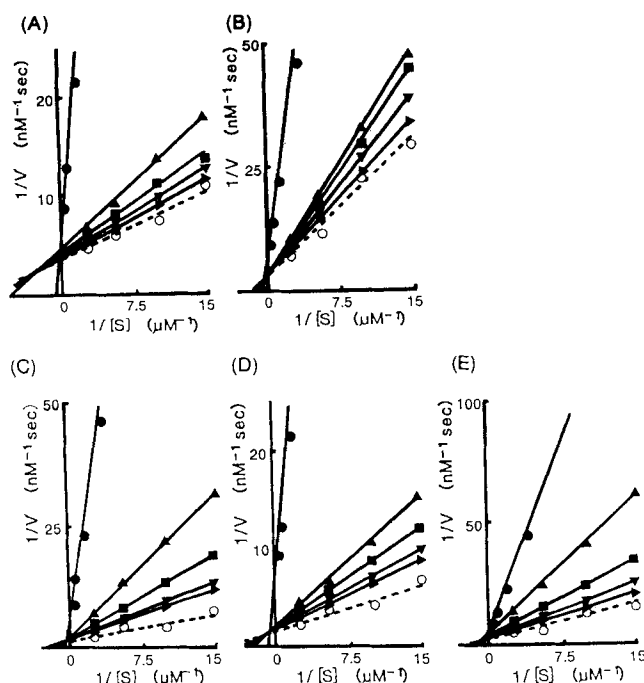 (A)
1/V (nM⁻¹ sec)
20
10
0
7.5
15
1/[S] (μM⁻¹)
(B)
1/V (nM⁻¹ sec)
50
25
0
7.5
15
1/[S] (μM⁻¹)
(C)
1/V (nM⁻¹ sec)
50
25
0
7.5
15
1/[S] (μM⁻¹)
(D)
1/V (nM⁻¹ sec)
20
10
0
7.5
15
1/[S] (μM⁻¹)
(E)
1/V (nM⁻¹ sec)
100
50
0
7.5
15
1/[S] (μM⁻¹)